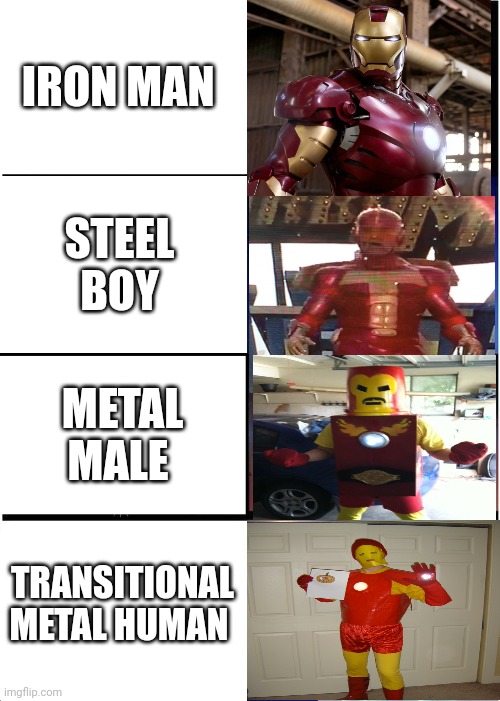 IRON MAN
STEEL
BOY
METAL
MALE
TRANSITIONAL
METAL HUMAN
imgflip.com